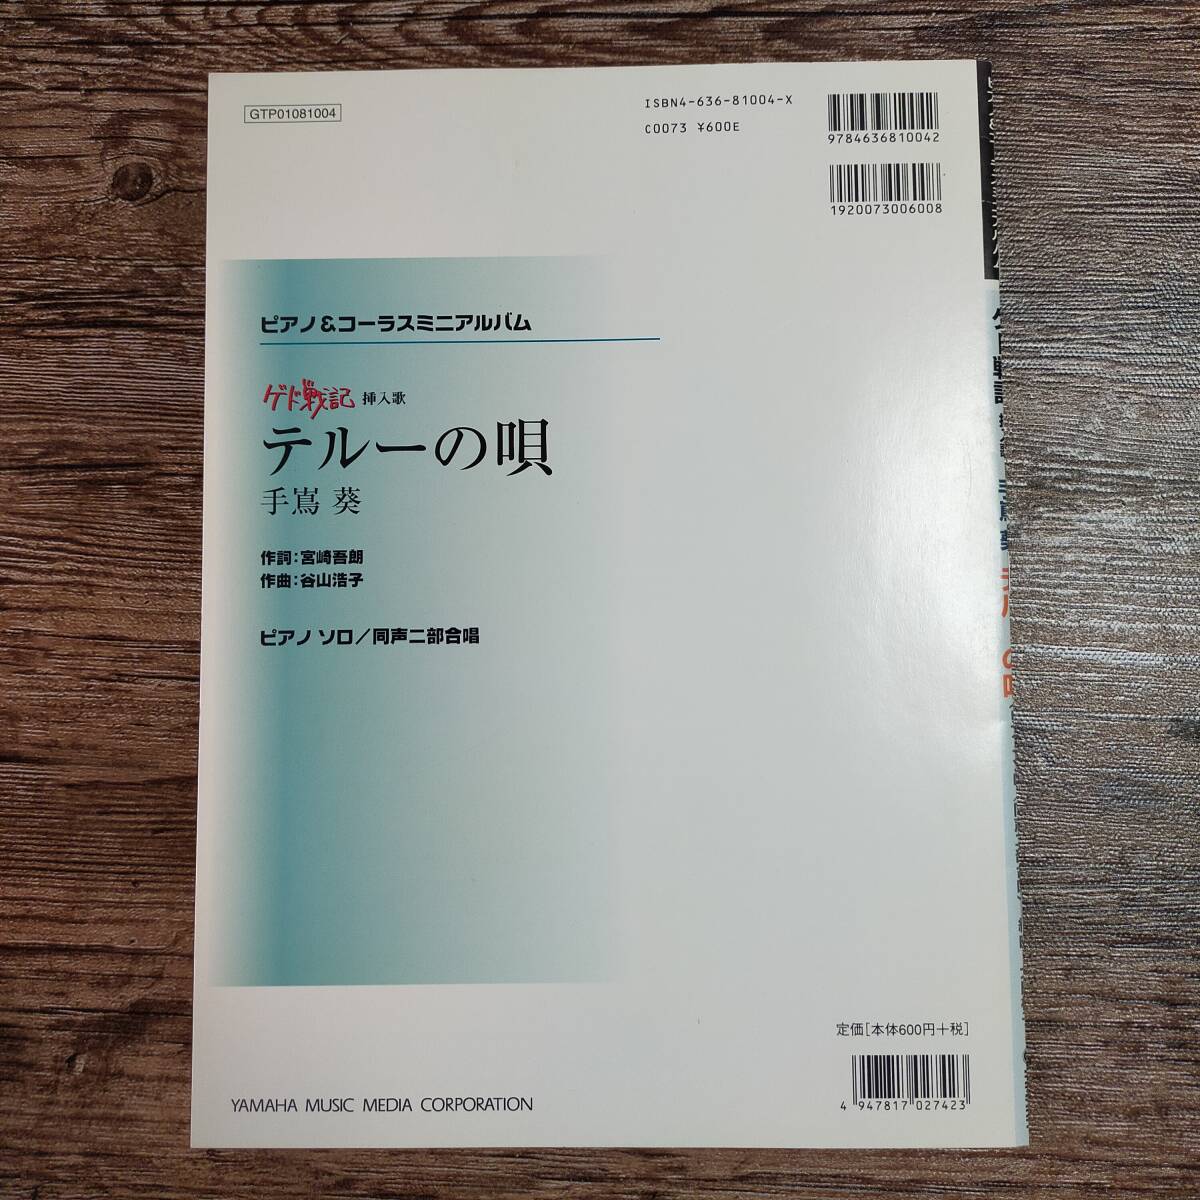 GTP01081004
ISBN4-636-81004-X
C0073 ¥600E
9784636810042
1920073006008
ピアノ&コーラスミニアルバム
ゲド戦記 挿入歌
テルーの唄
手嶌 葵
作詞：宮崎吾朗
作曲：谷山浩子
ピアノ ソロ／同声二部合唱
定価[本体600円+税]
4 947817 027423
YAMAHA MUSIC MEDIA CORPORATION
手嶌 葵